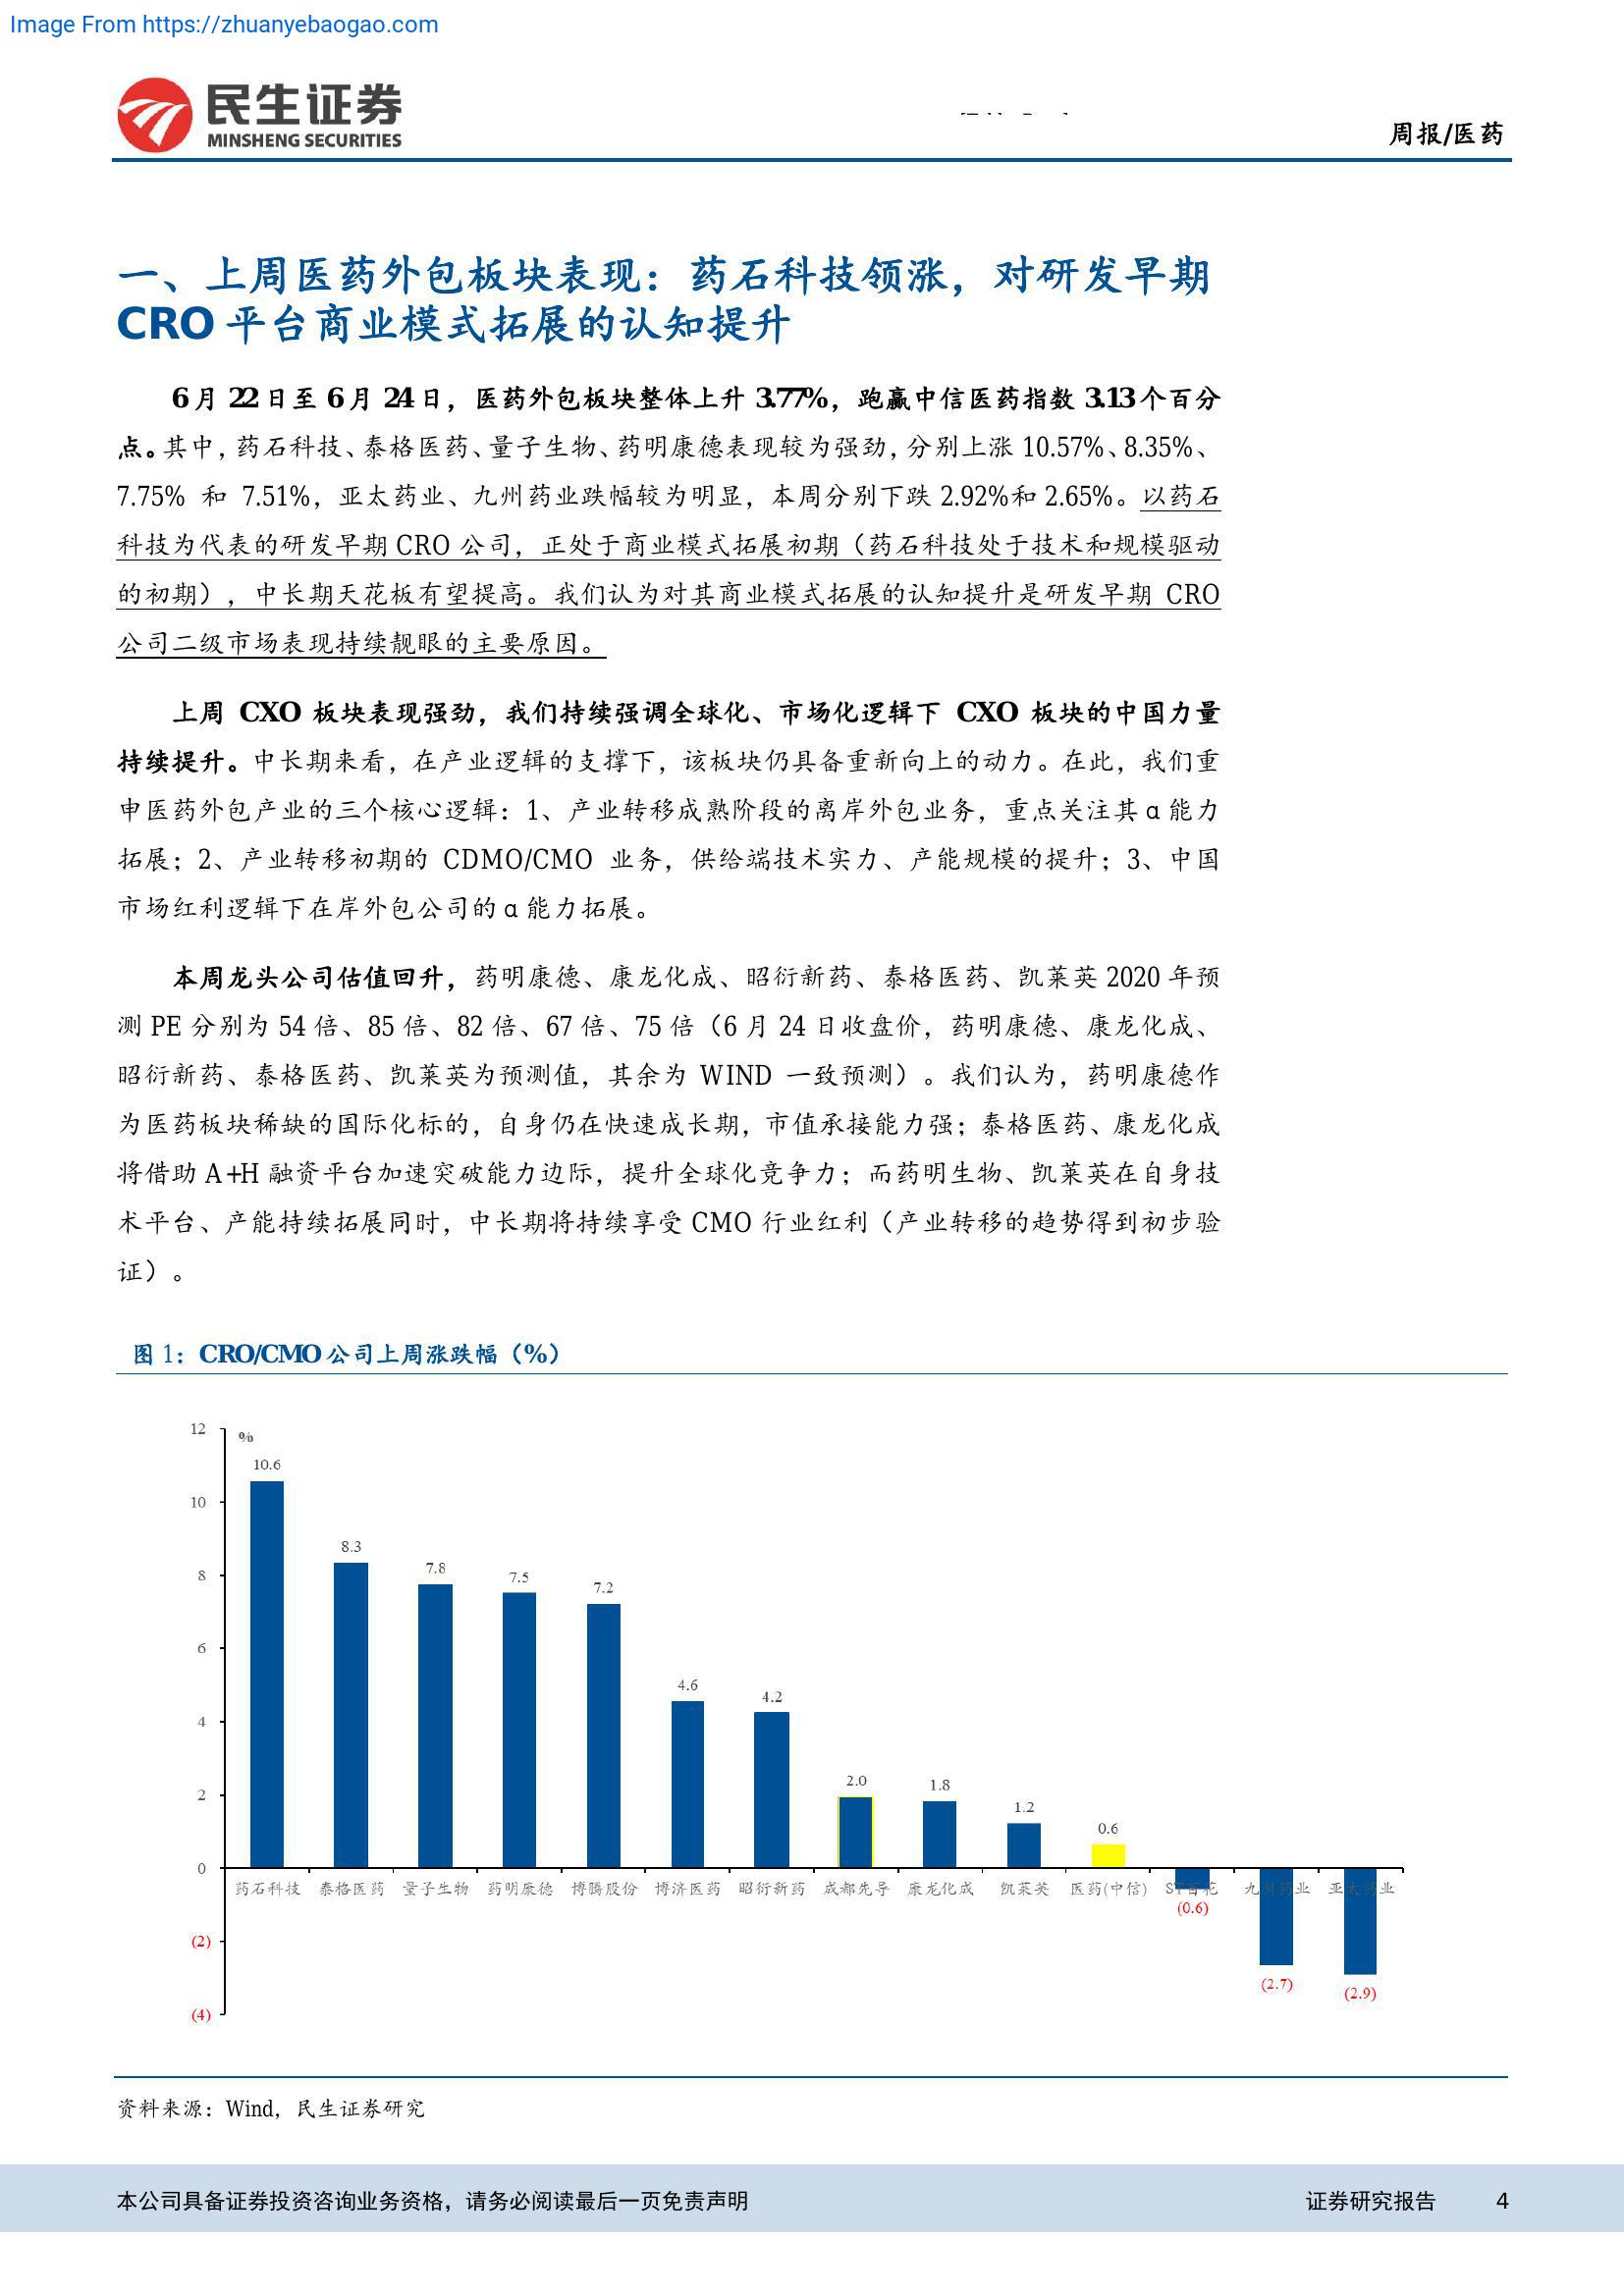 Image From https://zhuanyebaogao.com
民生证券
MINSHENG SECURITIES
周报/医药
一、上周医药外包板块表现：药石科技领涨，对研发早期
CRO 平台商业模式拓展的认知提升
6 月 22 日至 6 月 24 日，医药外包板块整体上升 3.77%，跑赢中信医药指数 3.13 个百分
点。其中，药石科技、泰格医药、量子生物、药明康德表现较为强劲，分别上涨 10.57%、8.35%、
7.75% 和 7.51%，亚太药业、九州药业跌幅较为明显，本周分别下跌 2.92%和 2.65%。以药石
科技为代表的研发早期 CRO 公司，正处于商业模式拓展初期（药石科技处于技术和规模驱动
的初期），中长期天花板有望提高。我们认为对其商业模式拓展的认知提升是研发早期 CRO
公司二级市场表现持续靓眼的主要原因。
上周 CXO 板块表现强劲，我们持续强调全球化、市场化逻辑下 CXO 板块的中国力量
持续提升。中长期来看，在产业逻辑的支撑下，该板块仍具备重新向上的动力。在此，我们重
申医药外包产业的三个核心逻辑：1、产业转移成熟阶段的离岸外包业务，重点关注其 α 能力
拓展；2、产业转移初期的 CDMO/CMO 业务，供给端技术实力、产能规模的提升；3、中国
市场红利逻辑下在岸外包公司的 α 能力拓展。
本周龙头公司估值回升，药明康德、康龙化成、昭衍新药、泰格医药、凯莱英 2020 年预
测 PE 分别为 54 倍、85 倍、82 倍、67 倍、75 倍（6 月 24 日收盘价，药明康德、康龙化成、
昭衍新药、泰格医药、凯莱英为预测值，其余为 WIND 一致预测）。我们认为，药明康德作
为医药板块稀缺的国际化标的，自身仍在快速成长期，市值承接能力强；泰格医药、康龙化成
将借助 A+H 融资平台加速突破能力边际，提升全球化竞争力；而药明生物、凯莱英在自身技
术平台、产能持续拓展同时，中长期将持续享受 CMO 行业红利（产业转移的趋势得到初步验
证）。
图 1：CRO/CMO 公司上周涨跌幅（%）
12
%
10.6
10
8.3
8
7.8
7.5
7.2
6
4.6
4.2
4
2.0
1.8
2
1.2
0.6
0
药石科技 泰格医药 量子生物 药明康德 博腾股份 博济医药 昭衍新药 成都先导 康龙化成 凯莱英 医药(中信) ST百花 九洲药业 亚太药业
(0.6)
(2)
(2.7)
(2.9)
(4)
资料来源：Wind，民生证券研究
本公司具备证券投资咨询业务资格，请务必阅读最后一页免责声明 证券研究报告 4